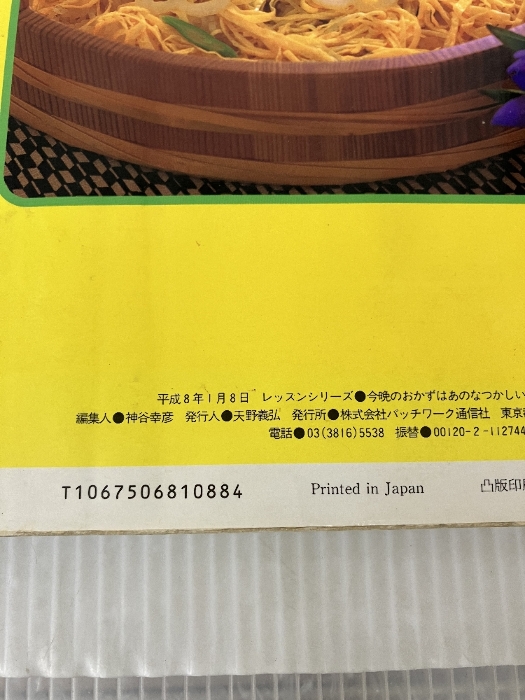 平成8年1月8日 レッスンシリーズ●今晩のおかずはあのなつかしい
編集人●神谷幸彦 発行人●天野義弘 発行所●株式会社パッチワーク通信社 東京
電話●03(3816)5538 振替●00120-2-112744
T1067506810884 Printed in Japan 凸版印